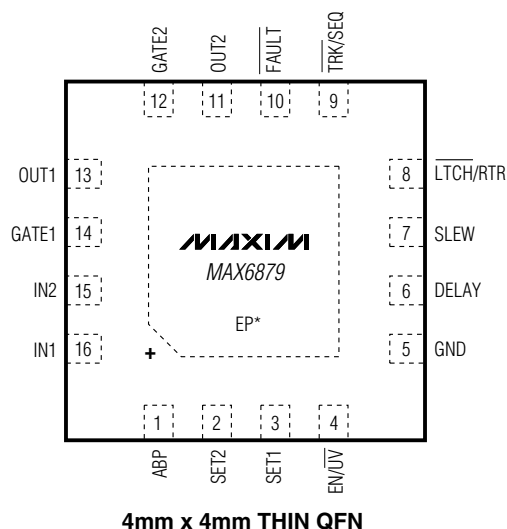 GATE2
OUT2
FAULT
TRK/SEQ
12
11
10
9
OUT1 13
8 LTCH/RTR
GATE1 14
7 SLEW
MAXIM
MAX6879
IN2 15
6 DELAY
EP*
IN1 16
+
5 GND
1
2
3
4
ABP
SET2
SET1
EN/UV
4mm x 4mm THIN QFN